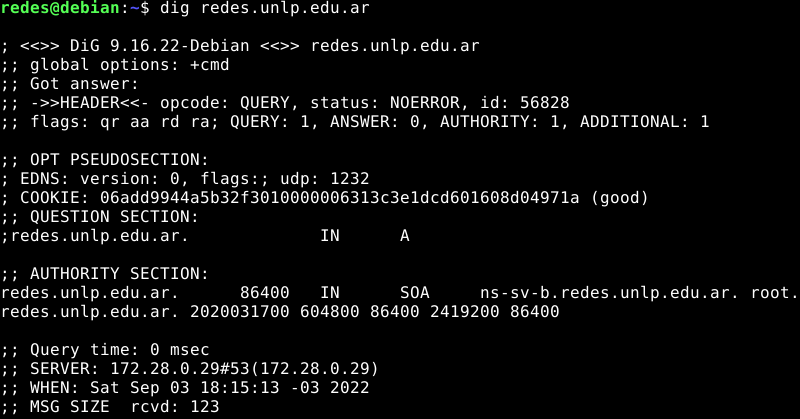 redes@debian:~$ dig redes.unlp.edu.ar
; <<>> DiG 9.16.22-Debian <<>> redes.unlp.edu.ar
;; global options: +cmd
;; Got answer:
;; ->>HEADER<<- opcode: QUERY, status: NOERROR, id: 56828
;; flags: qr aa rd ra; QUERY: 1, ANSWER: 0, AUTHORITY: 1, ADDITIONAL: 1
;; OPT PSEUDOSECTION:
; EDNS: version: 0, flags:; udp: 1232
; COOKIE: 06add9944a5b32f3010000006313c3e1dcd601608d04971a (good)
;; QUESTION SECTION:
;redes.unlp.edu.ar. IN A
;; AUTHORITY SECTION:
redes.unlp.edu.ar. 86400 IN SOA ns-sv-b.redes.unlp.edu.ar. root.
redes.unlp.edu.ar. 2020031700 604800 86400 2419200 86400
;; Query time: 0 msec
;; SERVER: 172.28.0.29#53(172.28.0.29)
;; WHEN: Sat Sep 03 18:15:13 -03 2022
;; MSG SIZE rcvd: 123